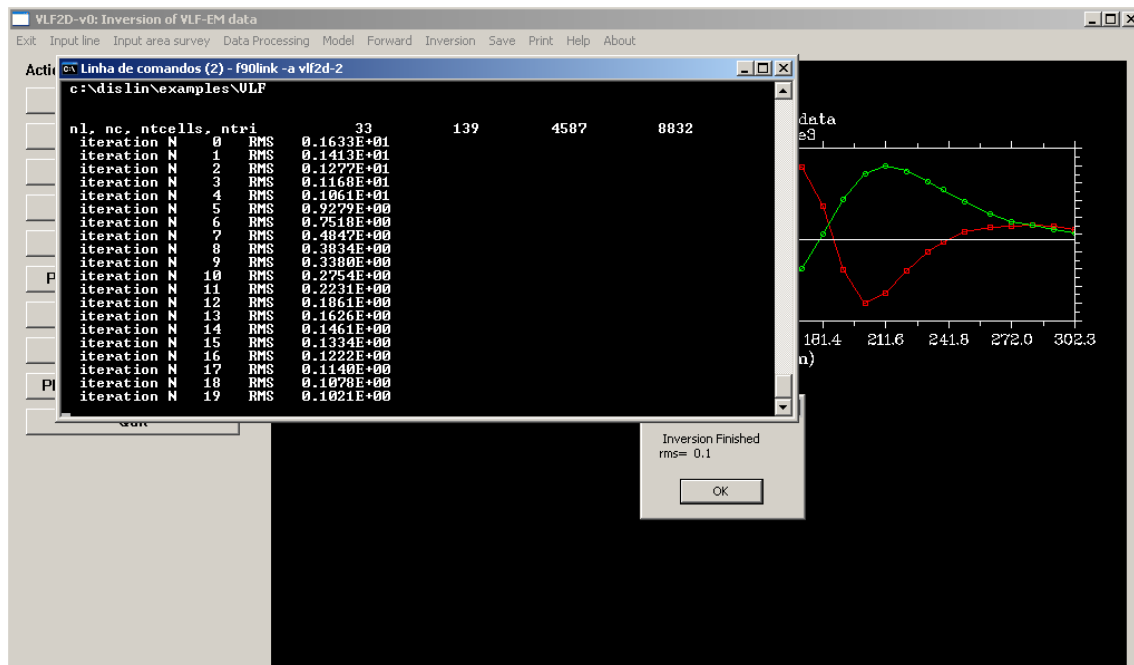 VLF2D-v0: Inversion of VLF-EM data
Exit Input line Input area survey Data Processing Model Forward Inversion Save Print Help About
Linha de comandos (2) - f90link -a vlf2d-2
c:\dislin\examples\VLF
nl, nc, ntcells, ntri 33 139 4587 8832
iteration N 0 RMS 0.1633E+01
iteration N 1 RMS 0.1413E+01
iteration N 2 RMS 0.1277E+01
iteration N 3 RMS 0.1168E+01
iteration N 4 RMS 0.1061E+01
iteration N 5 RMS 0.9279E+00
iteration N 6 RMS 0.7518E+00
iteration N 7 RMS 0.4847E+00
iteration N 8 RMS 0.3834E+00
iteration N 9 RMS 0.3380E+00
iteration N 10 RMS 0.2754E+00
iteration N 11 RMS 0.2231E+00
iteration N 12 RMS 0.1861E+00
iteration N 13 RMS 0.1626E+00
iteration N 14 RMS 0.1461E+00
iteration N 15 RMS 0.1334E+00
iteration N 16 RMS 0.1222E+00
iteration N 17 RMS 0.1140E+00
iteration N 18 RMS 0.1078E+00
iteration N 19 RMS 0.1021E+00
data
e3
181.4 211.6 241.8 272.0 302.3
Inversion Finished
rms= 0.1
OK